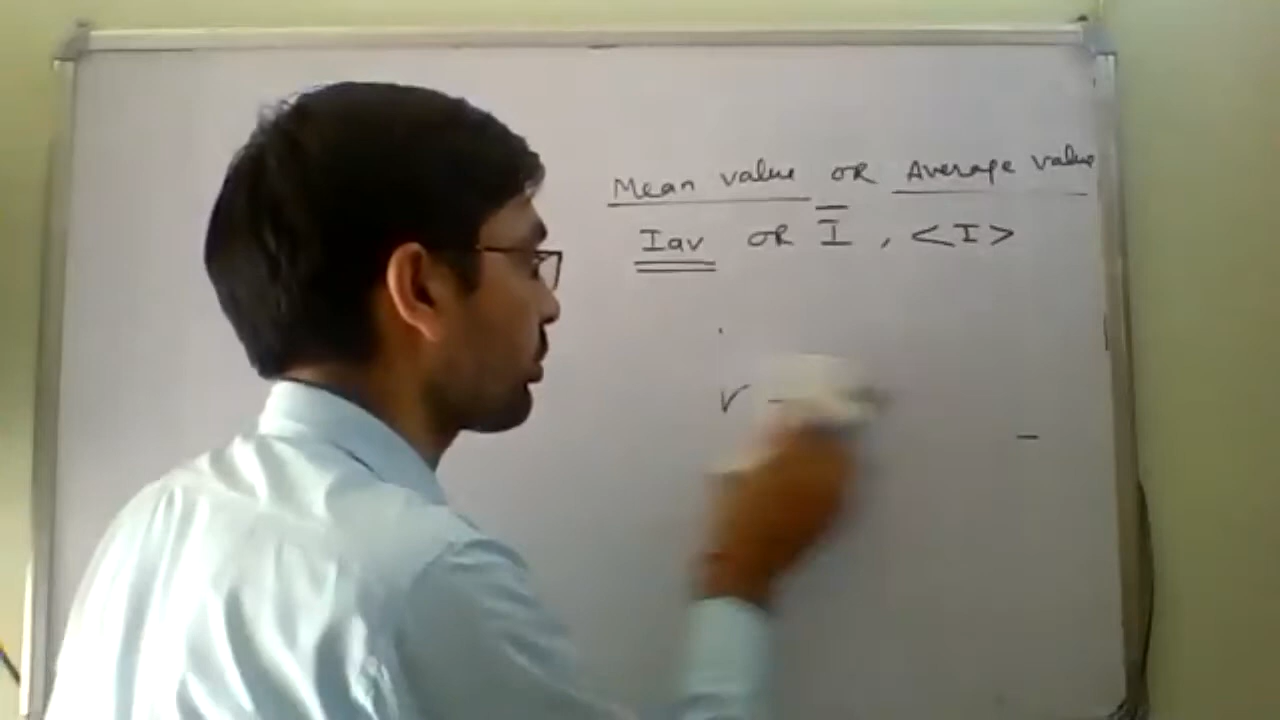 Mean value OR Average value
Iav OR Ī , <I>
v -